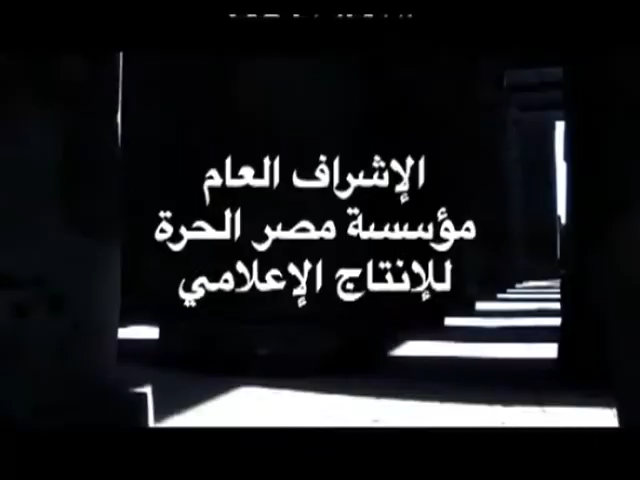 الإشراف العام
مؤسسة مصر الحرة
للإنتاج الإعلامي